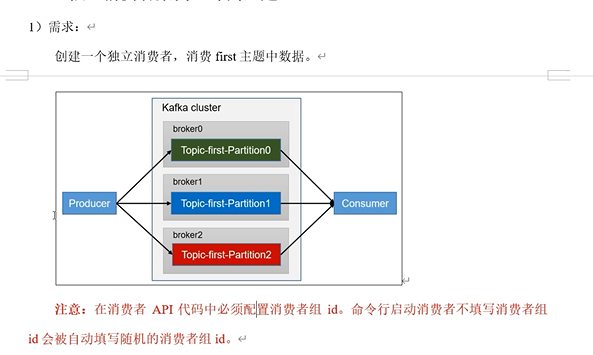 1）需求：
创建一个独立消费者，消费 first 主题中数据。
Kafka cluster
broker0
Topic-first-Partition0
broker1
Producer
Topic-first-Partition1
Consumer
broker2
Topic-first-Partition2
注意：在消费者 API 代码中必须配置消费者组 id。命令行启动消费者不填写消费者组
id 会被自动填写随机的消费者组 id。